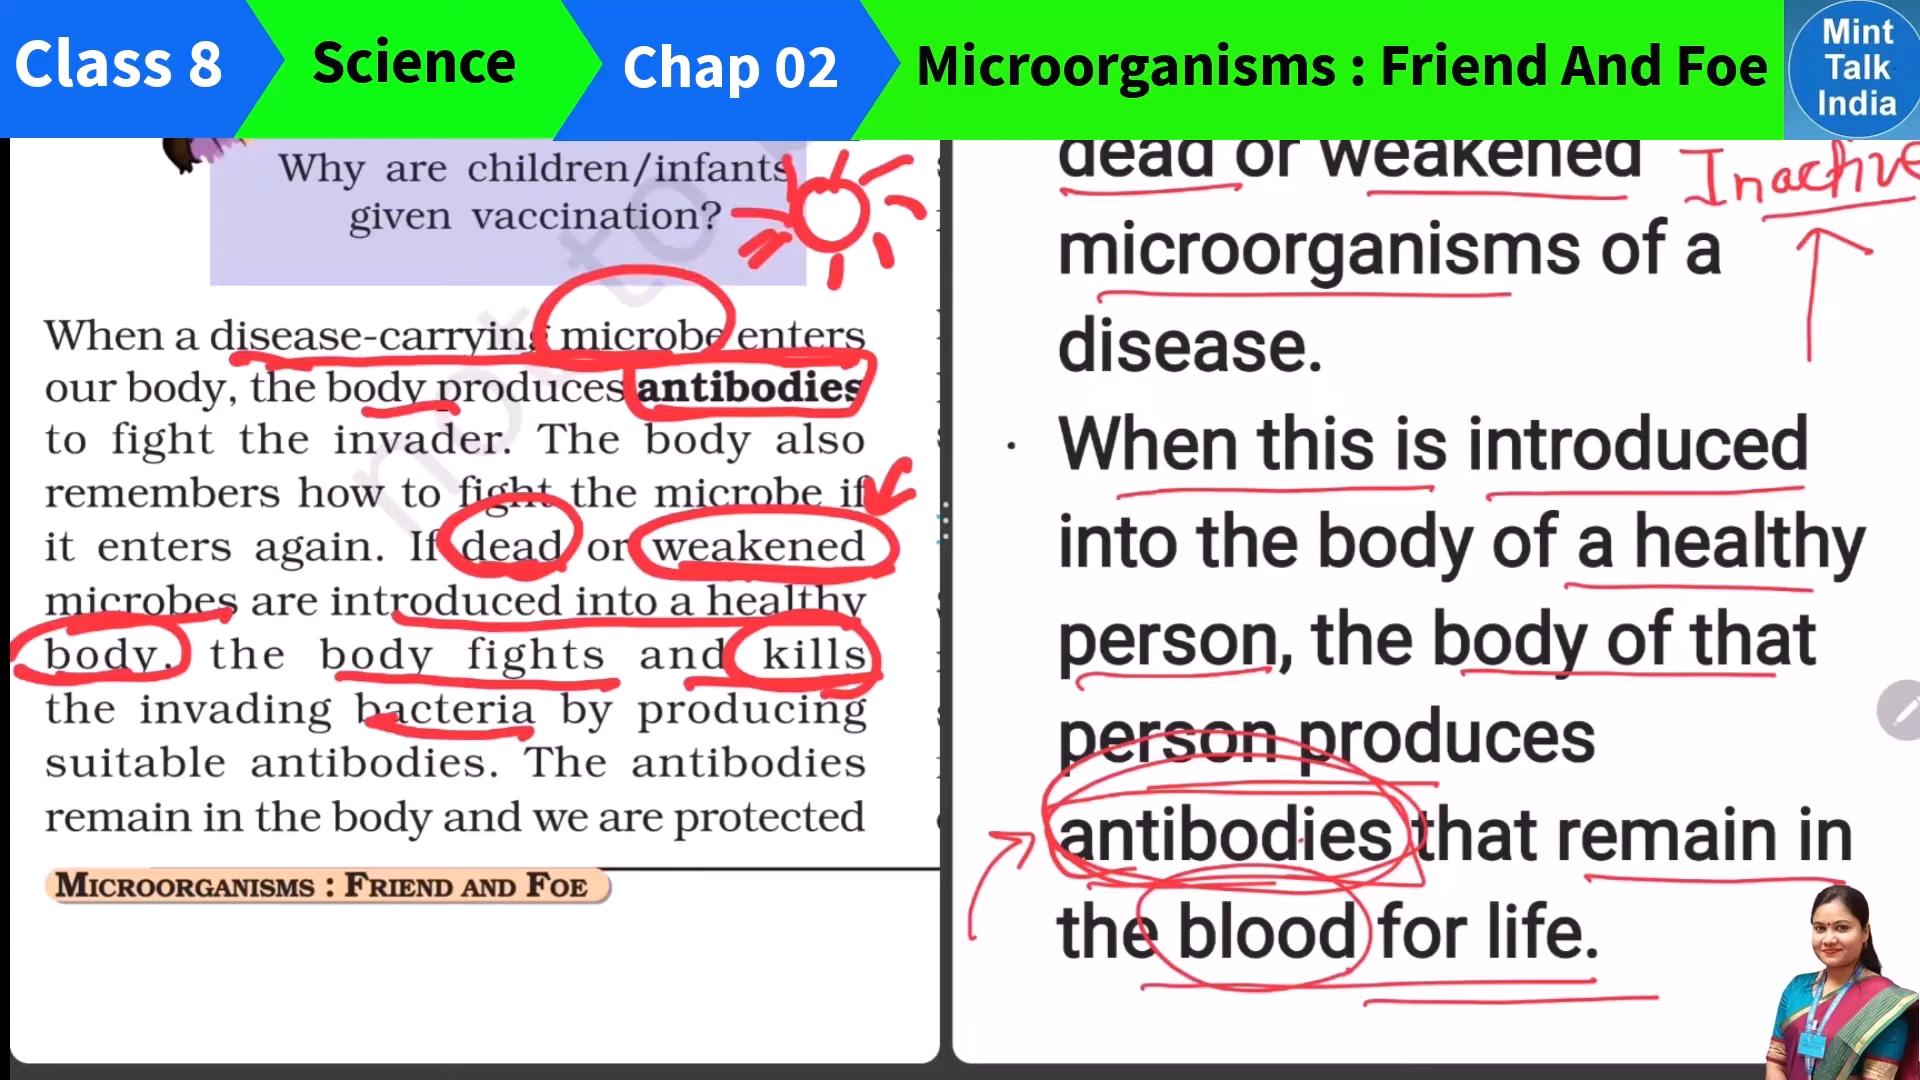 Class 8
Science
Chap 02
Microorganisms : Friend And Foe
Mint
Talk
India
Why are children/infants
given vaccination?
When a disease-carrying microbe enters
our body, the body produces antibodies
to fight the invader. The body also
remembers how to fight the microbe if
it enters again. If dead or weakened
microbes are introduced into a healthy
body, the body fights and kills
the invading bacteria by producing
suitable antibodies. The antibodies
remain in the body and we are protected
MICROORGANISMS : FRIEND AND FOE
not to
dead or weakened
Inactive
microorganisms of a
disease.
When this is introduced
into the body of a healthy
person, the body of that
person produces
antibodies that remain in
the blood for life.